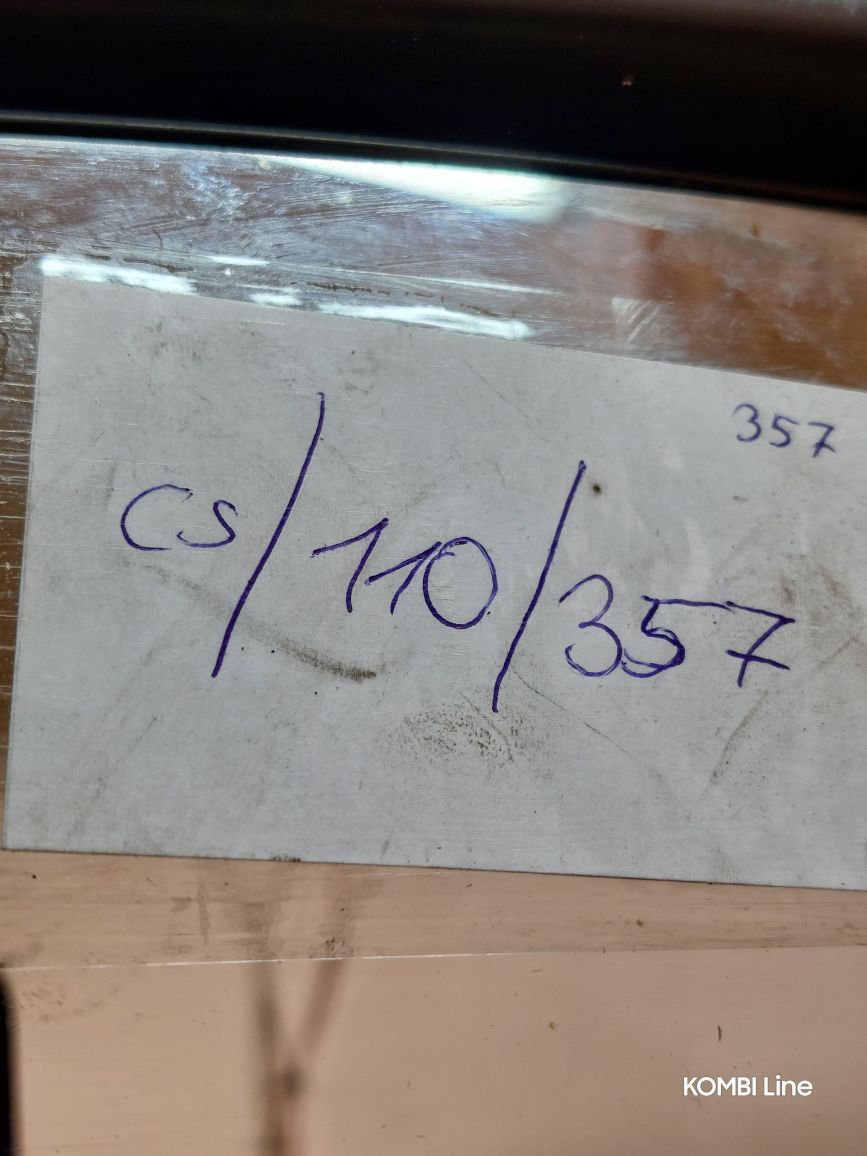 357
cs/110/357
KOMBI Line